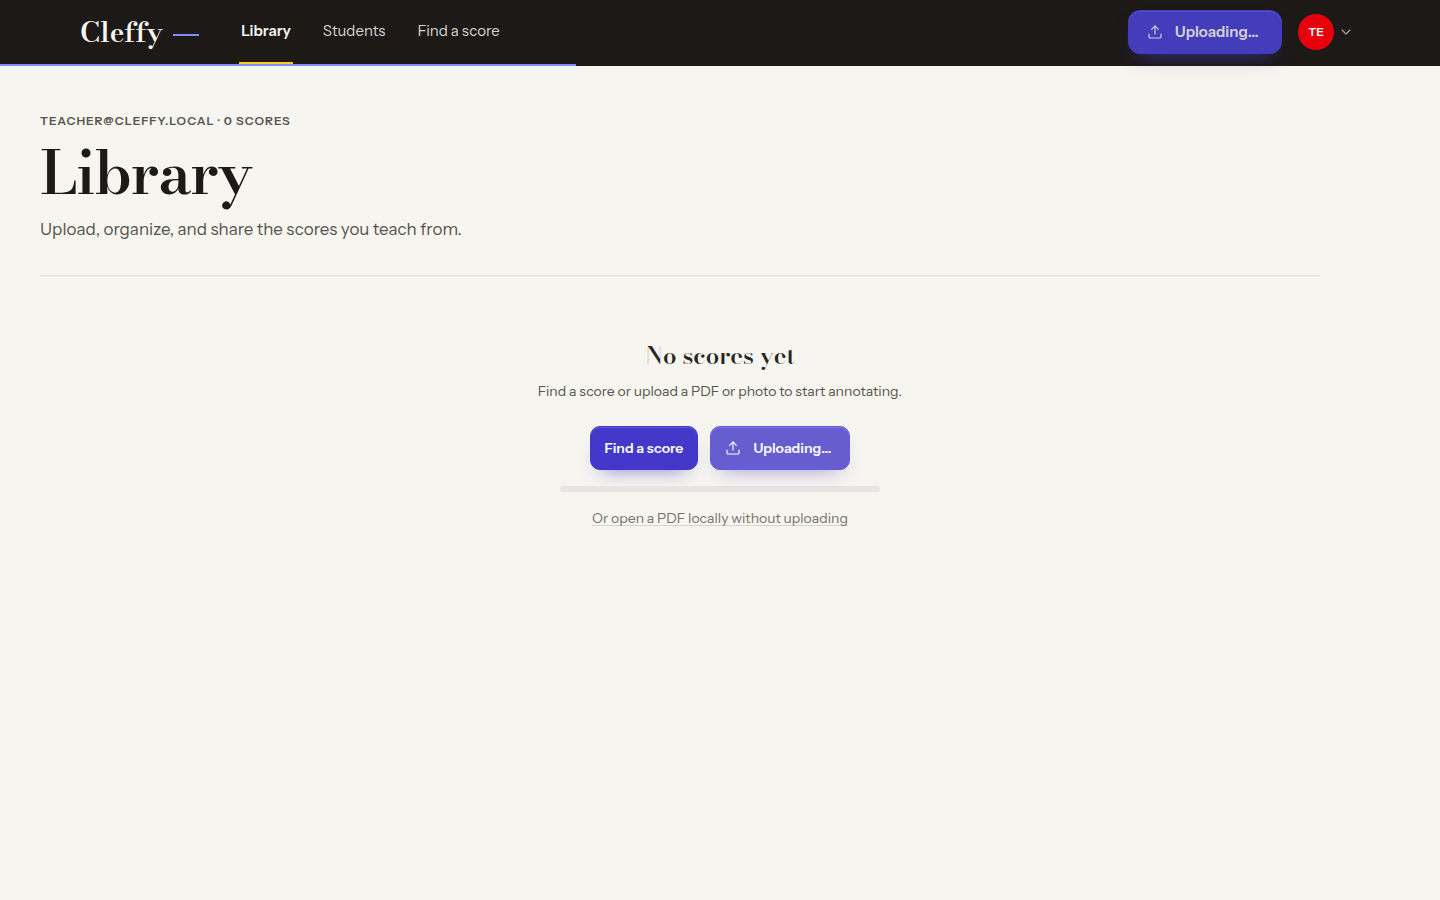 Cleffy
Library
Students
Find a score
Uploading...
TE
TEACHER@CLEFFY.LOCAL · 0 SCORES
Library
Upload, organize, and share the scores you teach from.
No scores yet
Find a score or upload a PDF or photo to start annotating.
Find a score
Uploading...
Or open a PDF locally without uploading